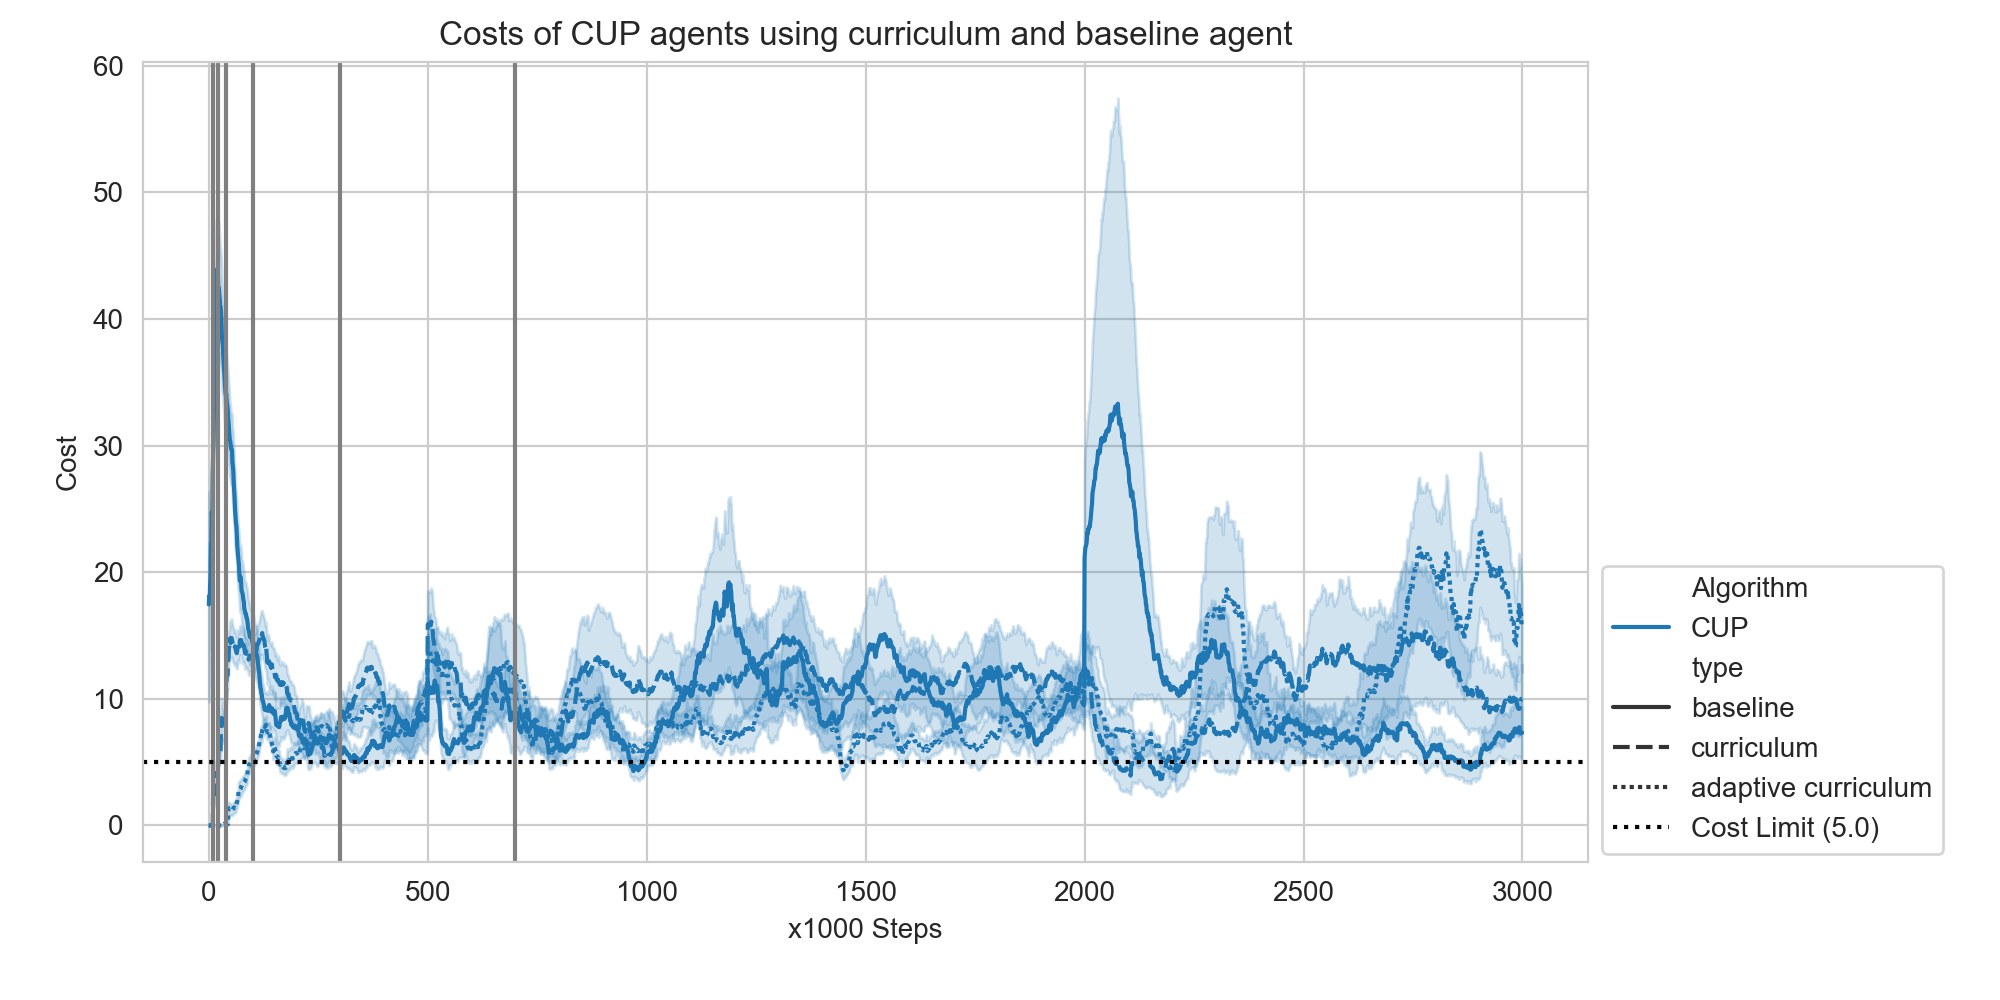 Costs of CUP agents using curriculum and baseline agent
60
50
40
30
20
10
0
Cost
0 500 1000 1500 2000 2500 3000
x1000 Steps
Algorithm
CUP
type
baseline
curriculum
adaptive curriculum
Cost Limit (5.0)